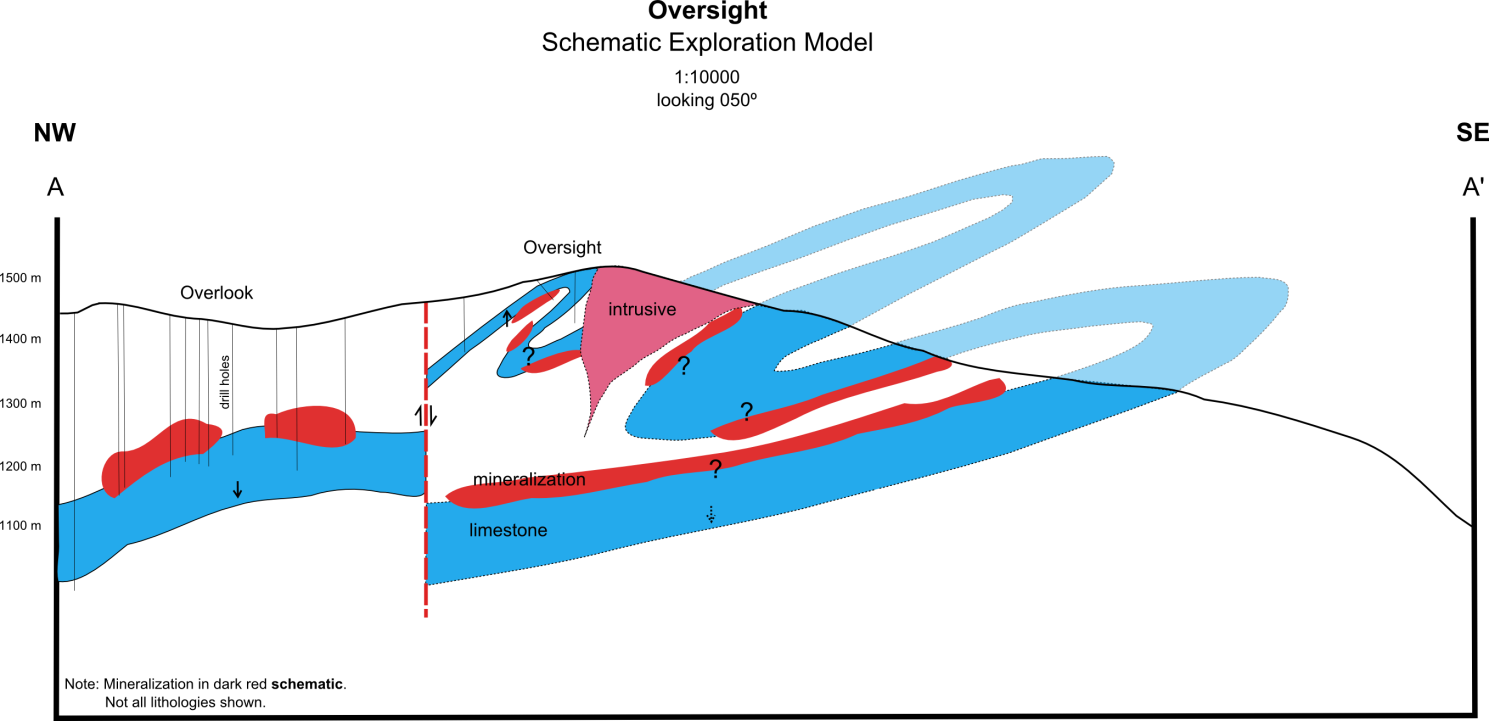 Oversight
Schematic Exploration Model
1:10000
looking 050º
NW
SE
A
A'
Oversight
1500 m
Overlook
intrusive
1400 m
?
?
drill holes
1300 m
?
1200 m
?
mineralization
1100 m
limestone
Note: Mineralization in dark red schematic.
Not all lithologies shown.